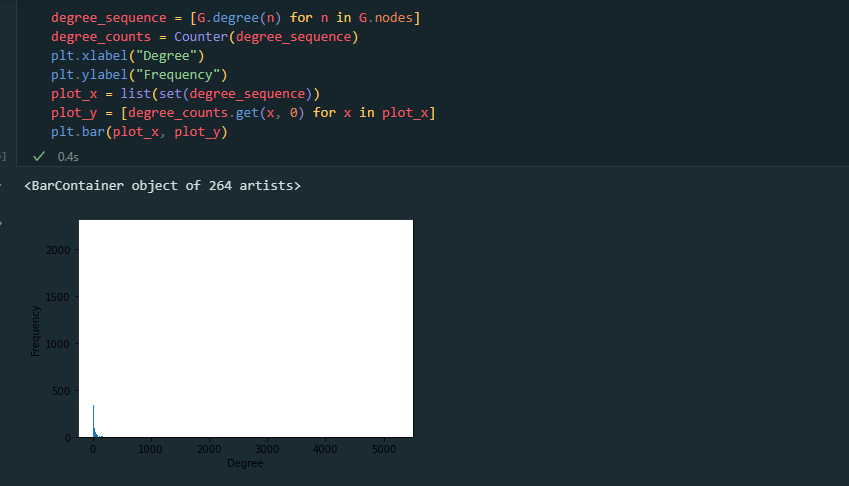 degree_sequence = [G.degree(n) for n in G.nodes]
degree_counts = Counter(degree_sequence)
plt.xlabel("Degree")
plt.ylabel("Frequency")
plot_x = list(set(degree_sequence))
plot_y = [degree_counts.get(x, 0) for x in plot_x]
plt.bar(plot_x, plot_y)
]
0.4s
<BarContainer object of 264 artists>
2000
1500
1000
500
0
Frequency
0 1000 2000 3000 4000 5000
Degree